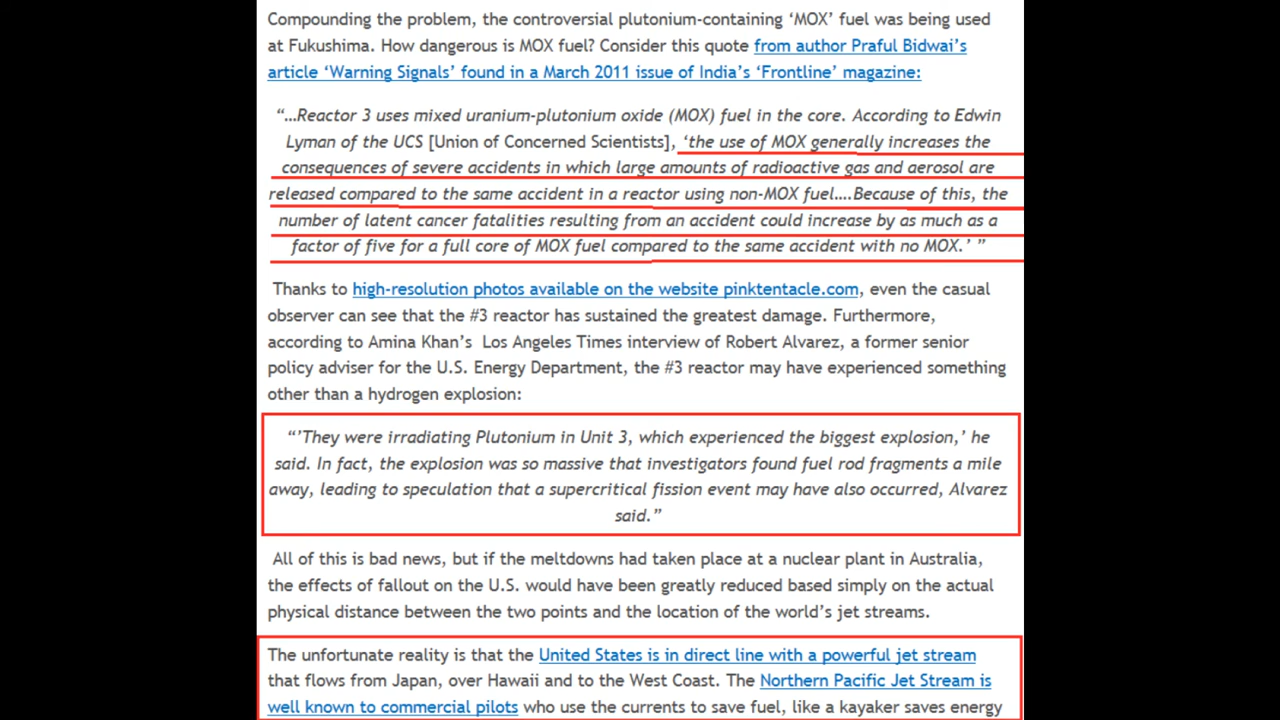 Compounding the problem, the controversial plutonium-containing ‘MOX’ fuel was being used
at Fukushima. How dangerous is MOX fuel? Consider this quote from author Praful Bidwai’s
article ‘Warning Signals’ found in a March 2011 issue of India’s ‘Frontline’ magazine:
“…Reactor 3 uses mixed uranium-plutonium oxide (MOX) fuel in the core. According to Edwin
Lyman of the UCS [Union of Concerned Scientists], ‘the use of MOX generally increases the
consequences of severe accidents in which large amounts of radioactive gas and aerosol are
released compared to the same accident in a reactor using non-MOX fuel….Because of this, the
number of latent cancer fatalities resulting from an accident could increase by as much as a
factor of five for a full core of MOX fuel compared to the same accident with no MOX.’ ”
Thanks to high-resolution photos available on the website pinktentacle.com, even the casual
observer can see that the #3 reactor has sustained the greatest damage. Furthermore,
according to Amina Khan’s  Los Angeles Times interview of Robert Alvarez, a former senior
policy adviser for the U.S. Energy Department, the #3 reactor may have experienced something
other than a hydrogen explosion:
“’They were irradiating Plutonium in Unit 3, which experienced the biggest explosion,’ he
said. In fact, the explosion was so massive that investigators found fuel rod fragments a mile
away, leading to speculation that a supercritical fission event may have also occurred, Alvarez
said.”
All of this is bad news, but if the meltdowns had taken place at a nuclear plant in Australia,
the effects of fallout on the U.S. would have been greatly reduced based simply on the actual
physical distance between the two points and the location of the world’s jet streams.
The unfortunate reality is that the United States is in direct line with a powerful jet stream
that flows from Japan, over Hawaii and to the West Coast. The Northern Pacific Jet Stream is
well known to commercial pilots who use the currents to save fuel, like a kayaker saves energy